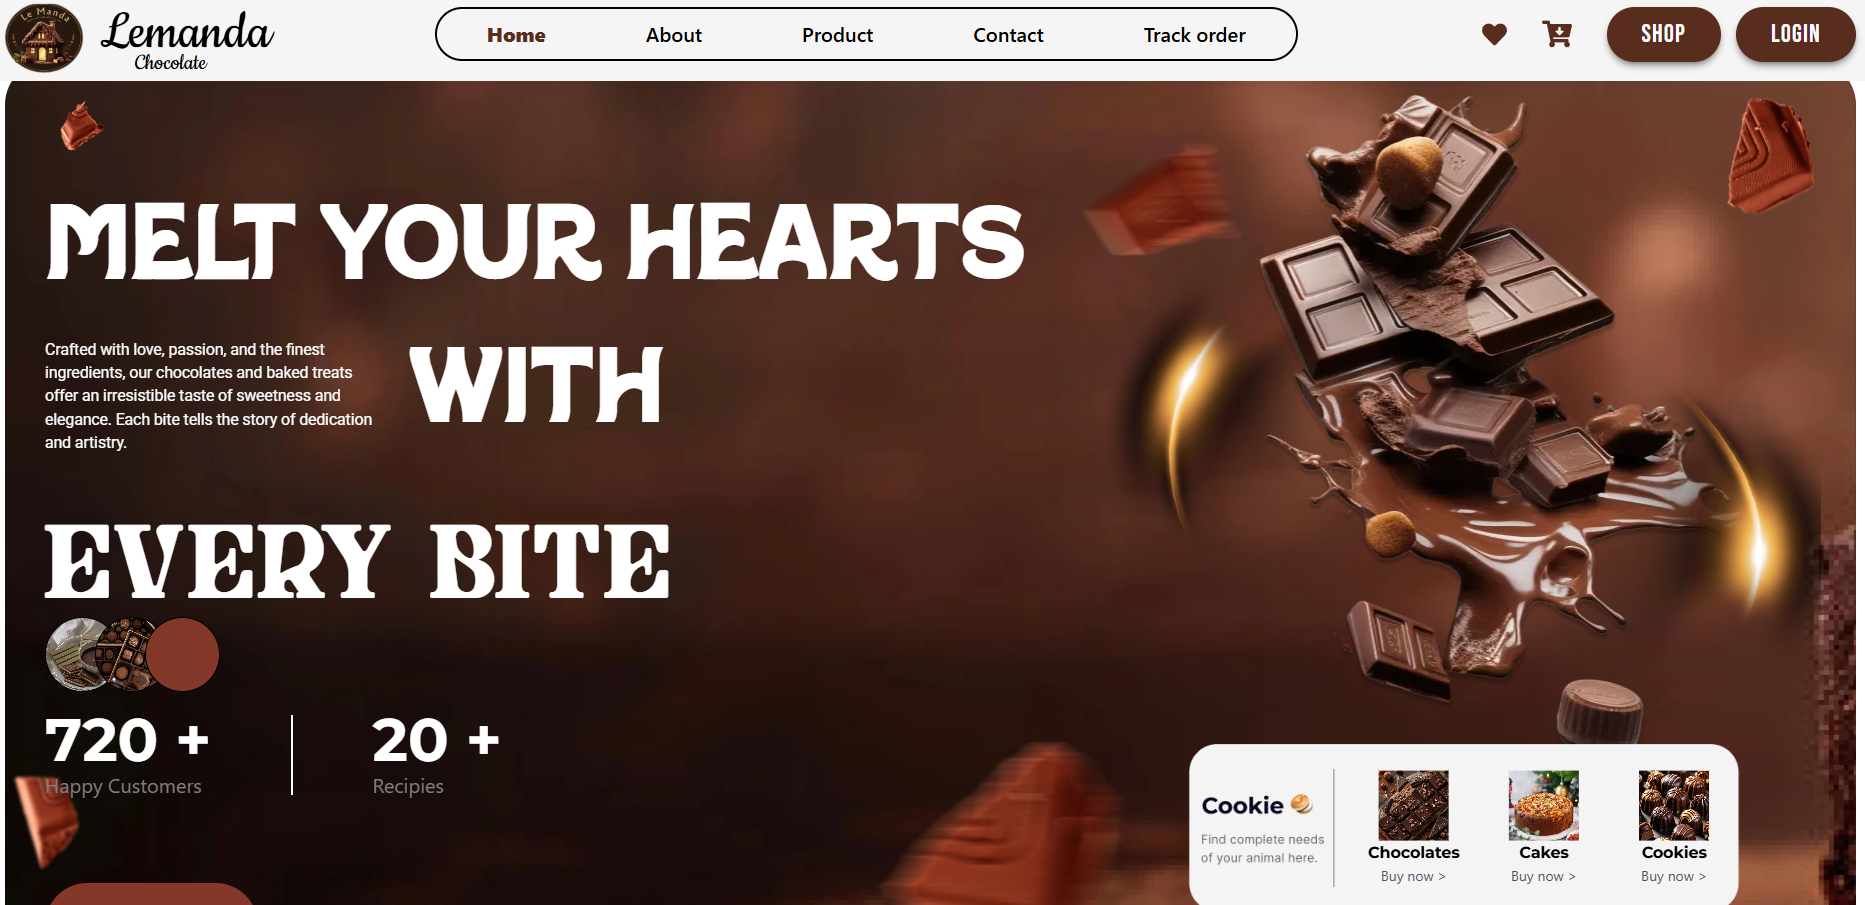 Le Manda
Lemanda
Chocolate
Home
About
Product
Contact
Track order
SHOP
LOGIN
MELT YOUR HEARTS
Crafted with love, passion, and the finest
ingredients, our chocolates and baked treats
offer an irresistible taste of sweetness and
elegance. Each bite tells the story of dedication
and artistry.
WITH
EVERY BITE
720 +
Happy Customers
20 +
Recipies
Cookie
Find complete needs
of your animal here.
Chocolates
Buy now >
Cakes
Buy now >
Cookies
Buy now >